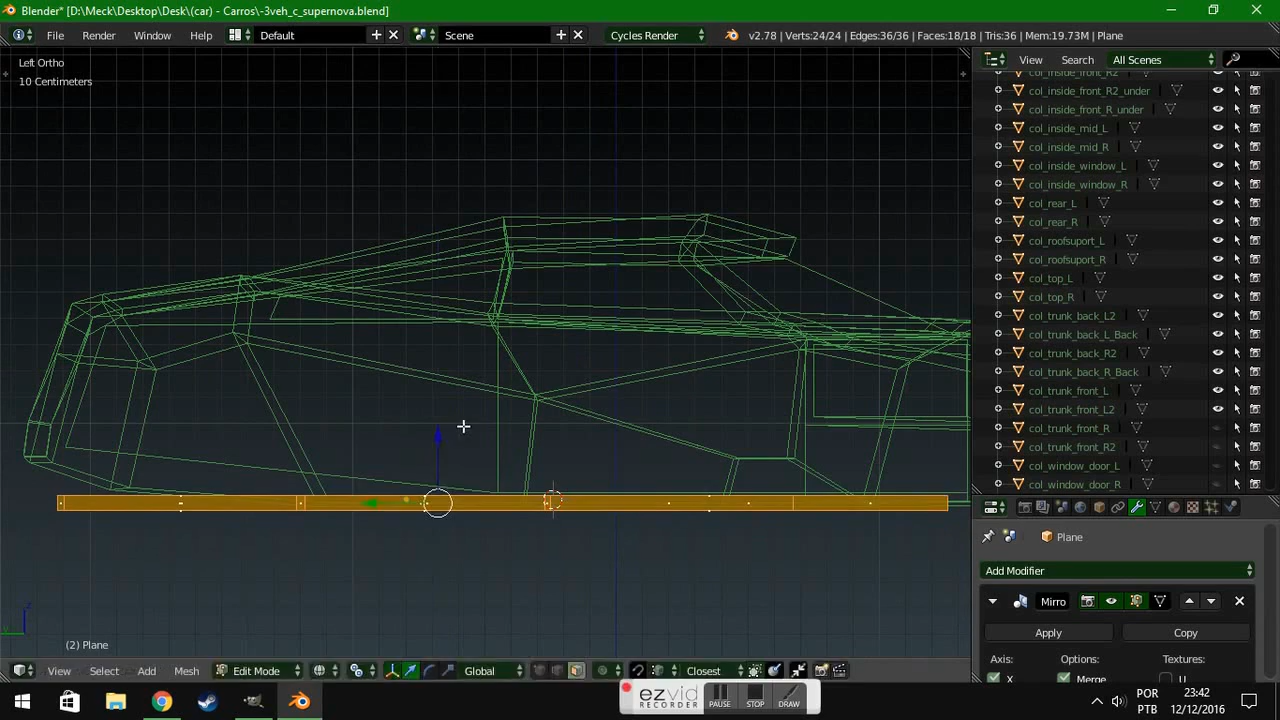 Blender* [D:\Meck\Desktop\Desk\(car) - Carros\-3veh_c_supernova.blend]
File Render Window Help Default Scene Cycles Render v2.78 | Verts:24/24 | Edges:36/36 | Faces:18/18 | Tris:36 | Mem:19.73M | Plane
Left Ortho
10 Centimeters
View Search All Scenes
col_inside_front_R2
col_inside_front_R2_under
col_inside_front_R_under
col_inside_mid_L
col_inside_mid_R
col_inside_window_L
col_inside_window_R
col_rear_L
col_rear_R
col_roofsuport_L
col_roofsuport_R
col_top_L
col_top_R
col_trunk_back_L2
col_trunk_back_L_Back
col_trunk_back_R2
col_trunk_back_R_Back
col_trunk_front_L
col_trunk_front_L2
col_trunk_front_R
col_trunk_front_R2
col_window_door_L
col_window_door_R
Plane
Add Modifier
Mirro
Apply Copy
Axis: Options: Textures:
X Merge U
(2) Plane
View Select Add Mesh Edit Mode Global Closest
ezvid
RECORDER
PAUSE STOP DRAW
POR
PTB
23:42
12/12/2016